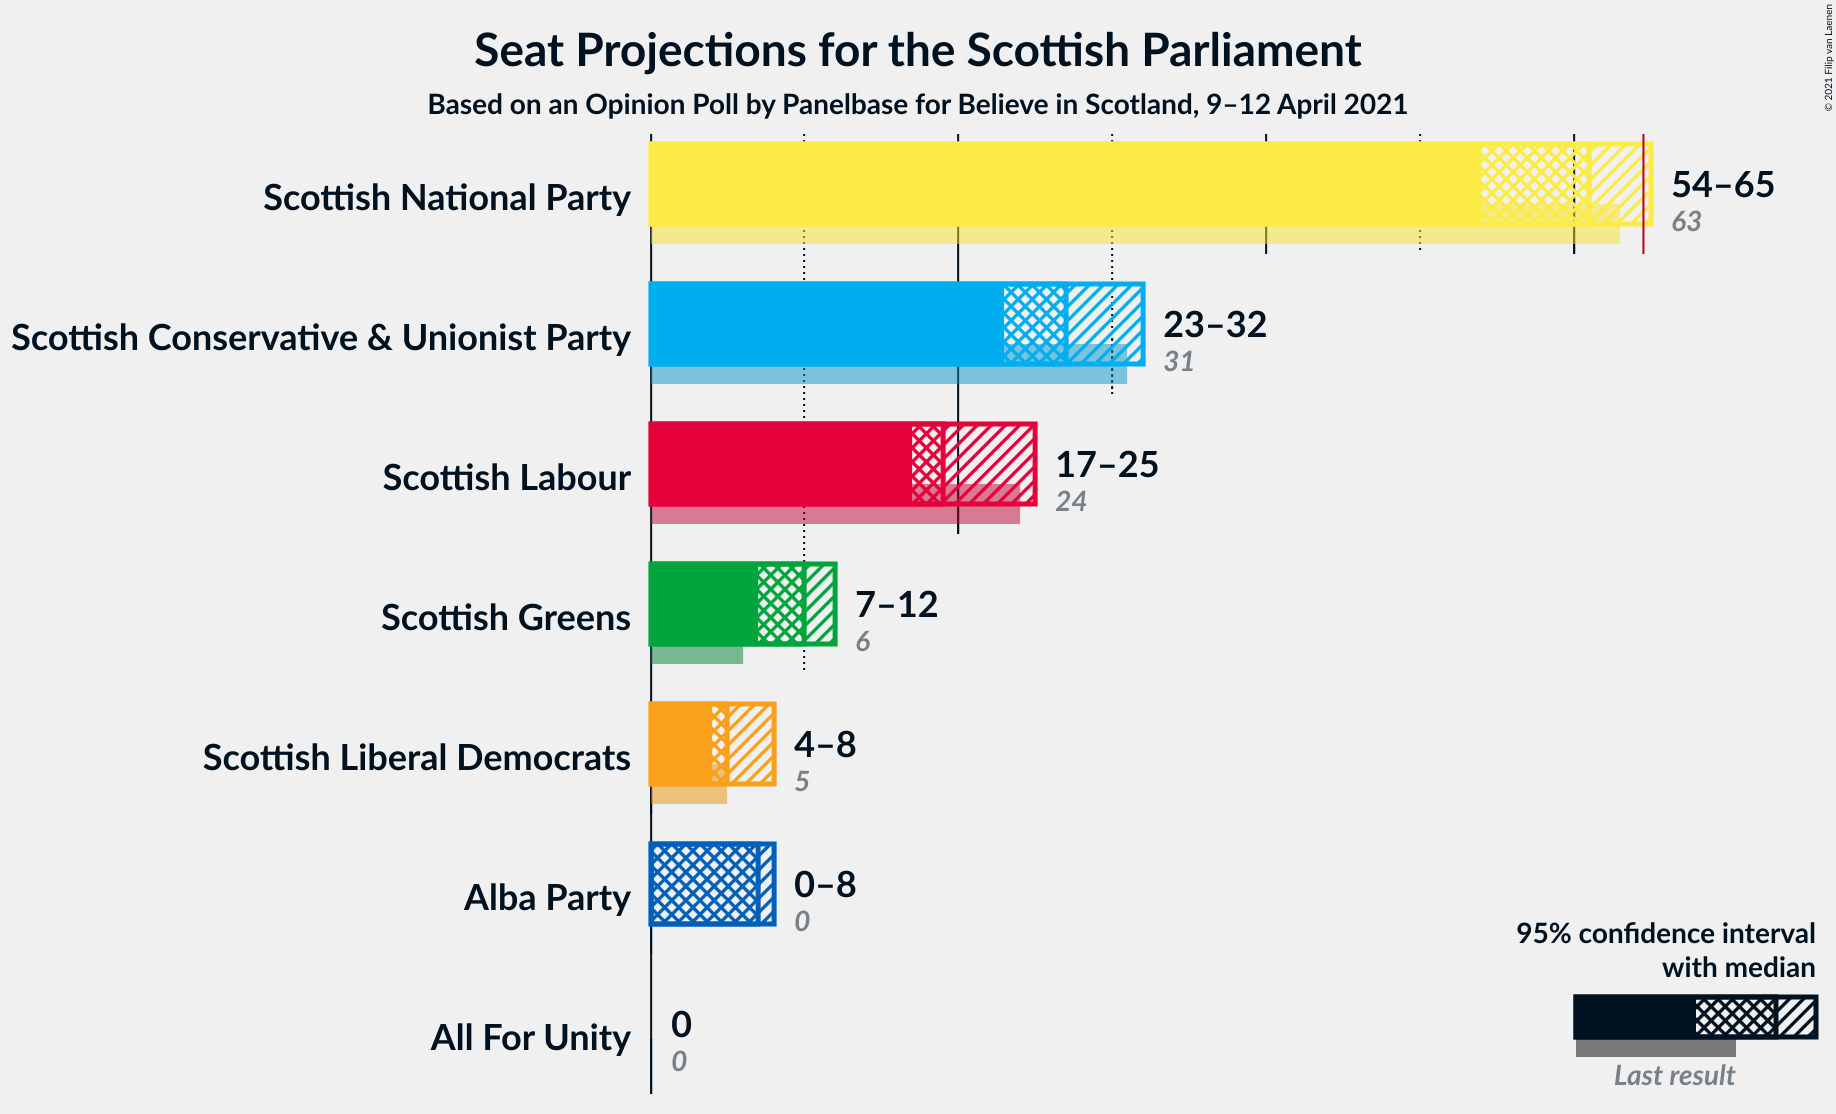 Seat Projections for the Scottish Parliament
Based on an Opinion Poll by Panelbase for Believe in Scotland, 9–12 April 2021
© 2021 Filip van Laenen
Scottish National Party
54–65
63
Scottish Conservative & Unionist Party
23–32
31
Scottish Labour
17–25
24
Scottish Greens
7–12
6
Scottish Liberal Democrats
4–8
5
Alba Party
0–8
0
All For Unity
0
0
95% confidence interval
with median
Last result